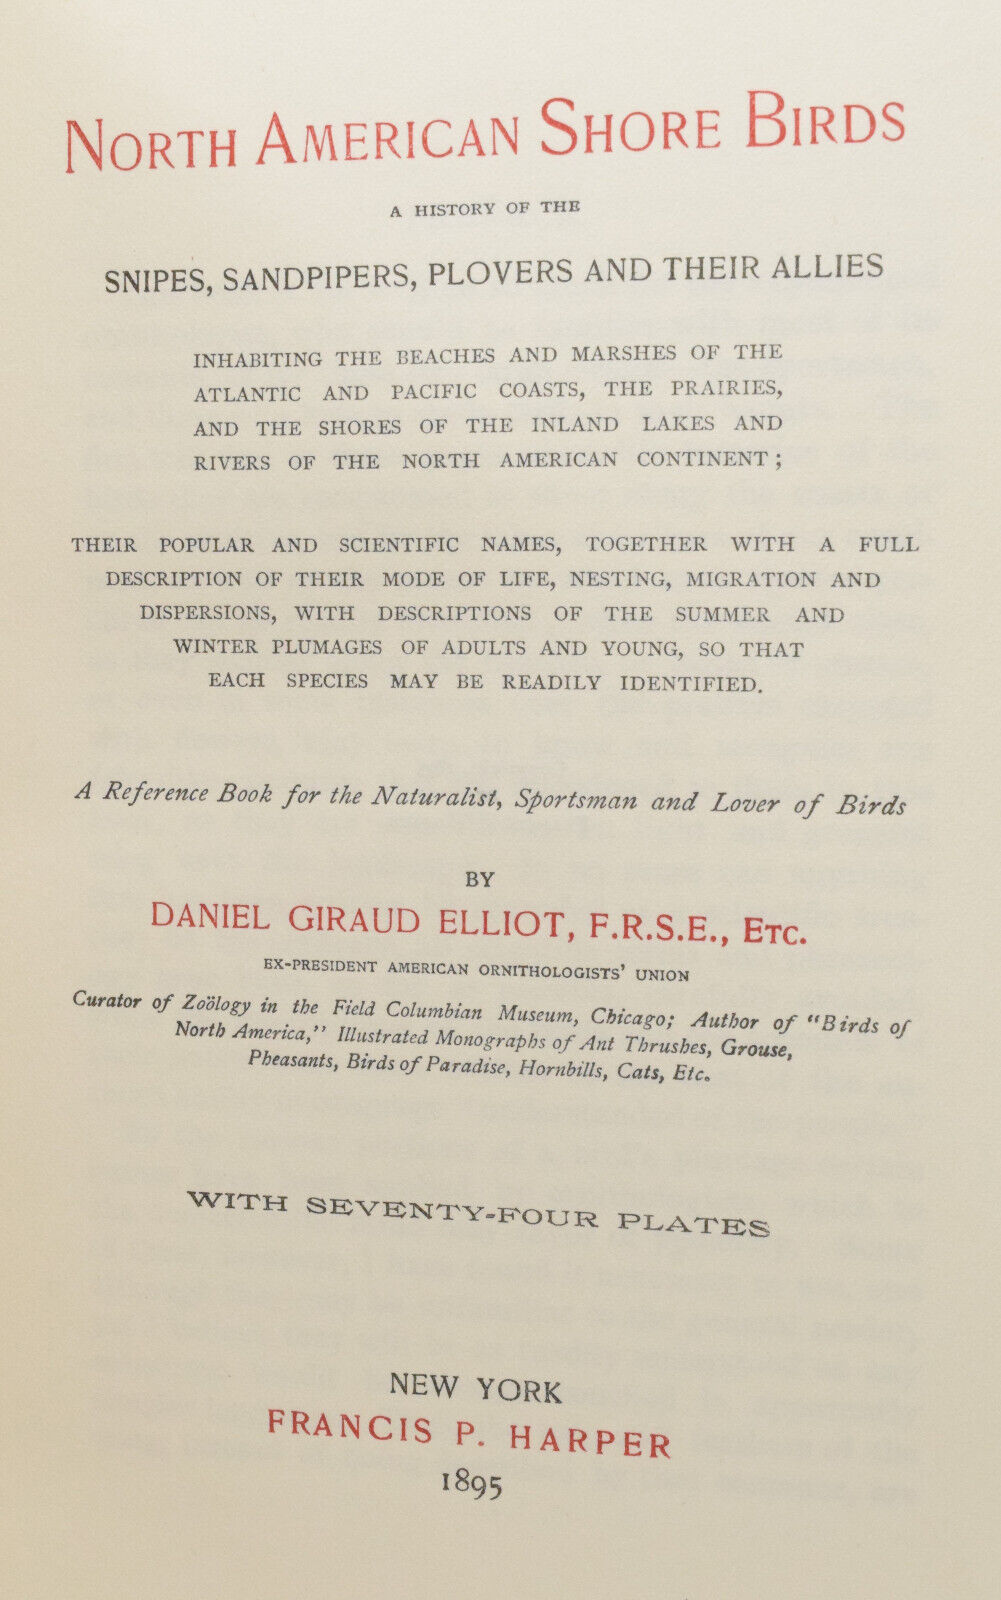 North American Shore Birds
A HISTORY OF THE
SNIPES, SANDPIPERS, PLOVERS AND THEIR ALLIES
INHABITING THE BEACHES AND MARSHES OF THE
ATLANTIC AND PACIFIC COASTS, THE PRAIRIES,
AND THE SHORES OF THE INLAND LAKES AND
RIVERS OF THE NORTH AMERICAN CONTINENT;
THEIR POPULAR AND SCIENTIFIC NAMES, TOGETHER WITH A FULL
DESCRIPTION OF THEIR MODE OF LIFE, NESTING, MIGRATION AND
DISPERSIONS, WITH DESCRIPTIONS OF THE SUMMER AND
WINTER PLUMAGES OF ADULTS AND YOUNG, SO THAT
EACH SPECIES MAY BE READILY IDENTIFIED.
A Reference Book for the Naturalist, Sportsman and Lover of Birds
BY
DANIEL GIRAUD ELLIOT, F.R.S.E., Etc.
EX-PRESIDENT AMERICAN ORNITHOLOGISTS' UNION
Curator of Zoölogy in the Field Columbian Museum, Chicago; Author of "Birds of
North America," Illustrated Monographs of Ant Thrushes, Grouse,
Pheasants, Birds of Paradise, Hornbills, Cats, Etc.
WITH SEVENTY-FOUR PLATES
NEW YORK
FRANCIS P. HARPER
1895